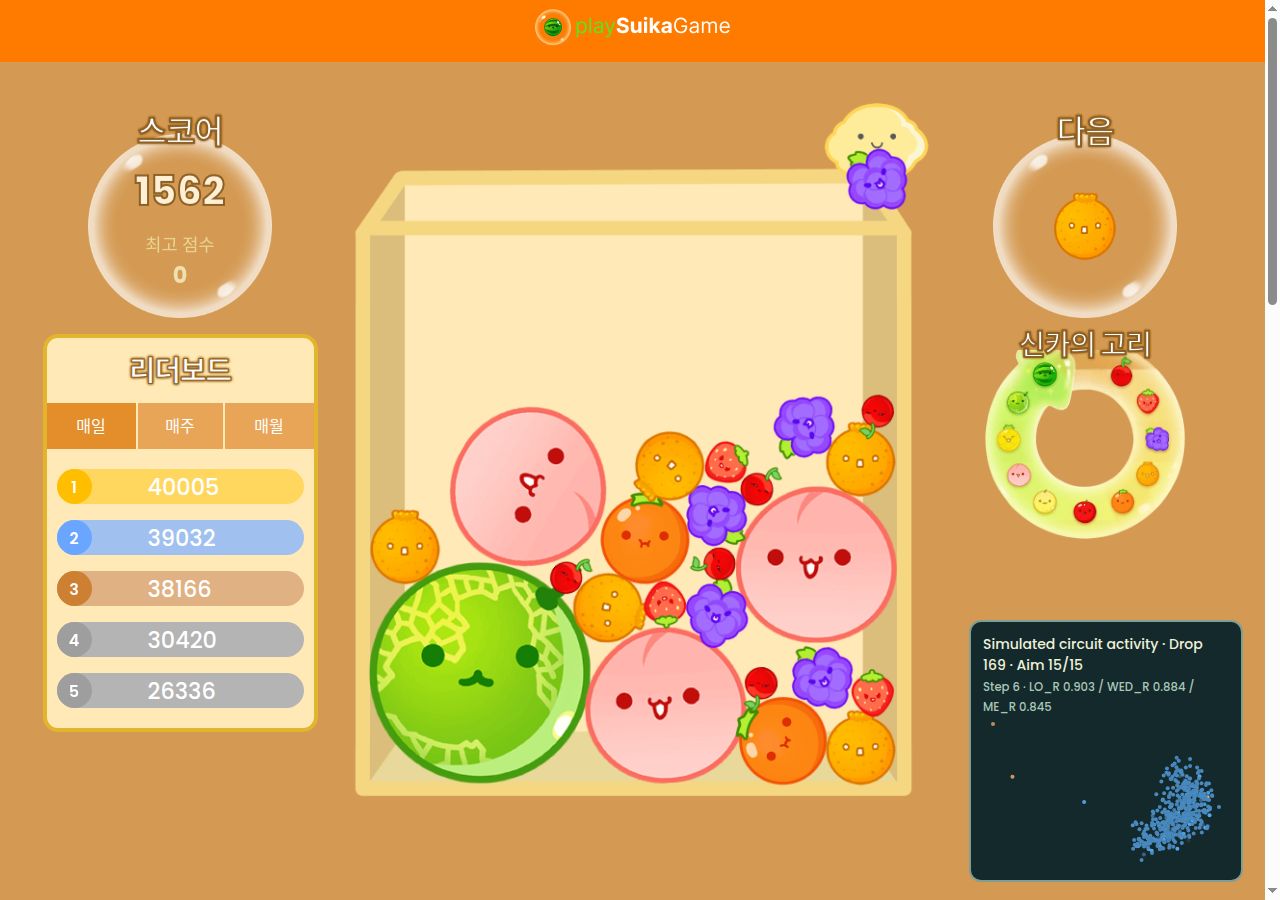 playSuikaGame
스코어
1562
최고 점수
0
다음
신카의 고리
리더보드
매일 매주 매월
1 40005
2 39032
3 38166
4 30420
5 26336
Simulated circuit activity · Drop
169 · Aim 15/15
Step 6 · LO_R 0.903 / WED_R 0.884 /
ME_R 0.845